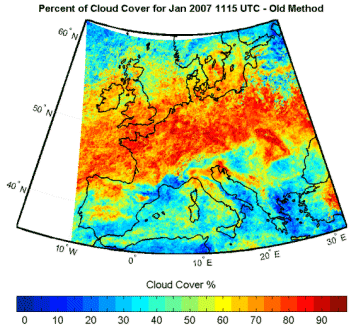 Percent of Cloud Cover for Jan 2007 1115 UTC - Old Method
60°N
50°N
40°N
10°W
0°
10°E
20°E
30°E
Cloud Cover %
0 10 20 30 40 50 60 70 80 90